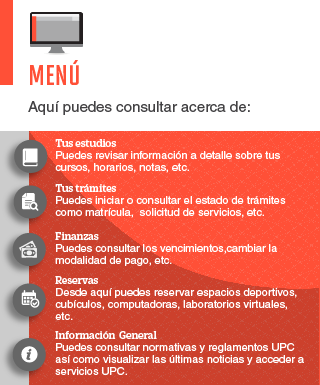 MENÚ
Aquí puedes consultar acerca de:
Tus estudios
Puedes revisar información a detalle sobre tus
cursos, horarios, notas, etc.
Tus trámites
Puedes iniciar o consultar el estado de trámites
como matrícula, solicitud de servicios, etc.
Finanzas
Puedes consultar los vencimientos,cambiar la
modalidad de pago, etc.
Reservas
Desde aquí puedes reservar espacios deportivos,
cubículos, computadoras, laboratorios virtuales,
etc.
Información General
Puedes consultar normativas y reglamentos UPC
así como visualizar las últimas noticias y acceder a
servicios UPC.